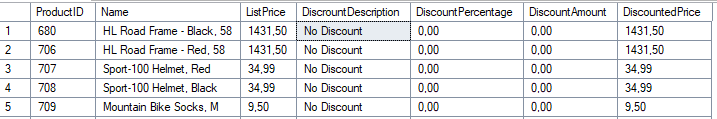 ProductID Name ListPrice DiscrountDescription DiscountPercentage DiscountAmount DiscountedPrice
1 680 HL Road Frame - Black, 58 1431,50 No Discount 0,00 0,00 1431,50
2 706 HL Road Frame - Red, 58 1431,50 No Discount 0,00 0,00 1431,50
3 707 Sport-100 Helmet, Red 34,99 No Discount 0,00 0,00 34,99
4 708 Sport-100 Helmet, Black 34,99 No Discount 0,00 0,00 34,99
5 709 Mountain Bike Socks, M 9,50 No Discount 0,00 0,00 9,50